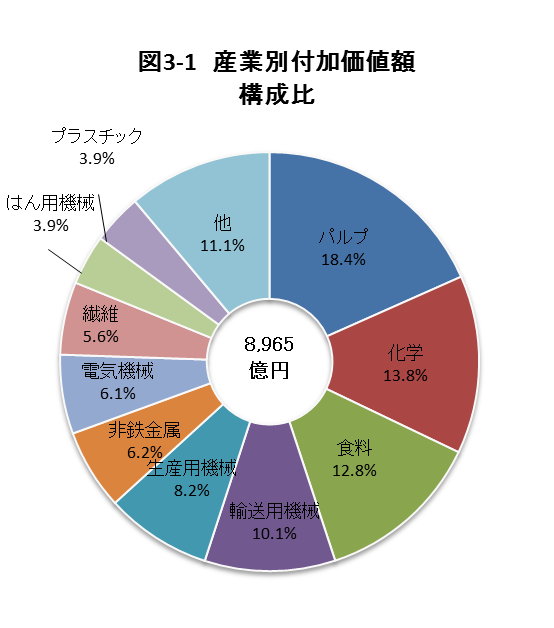 図3-1 産業別付加価値額
構成比
パルプ
18.4%
化学
13.8%
食料
12.8%
輸送用機械
10.1%
生産用機械
8.2%
非鉄金属
6.2%
電気機械
6.1%
繊維
5.6%
はん用機械
3.9%
プラスチック
3.9%
他
11.1%
8,965
億円